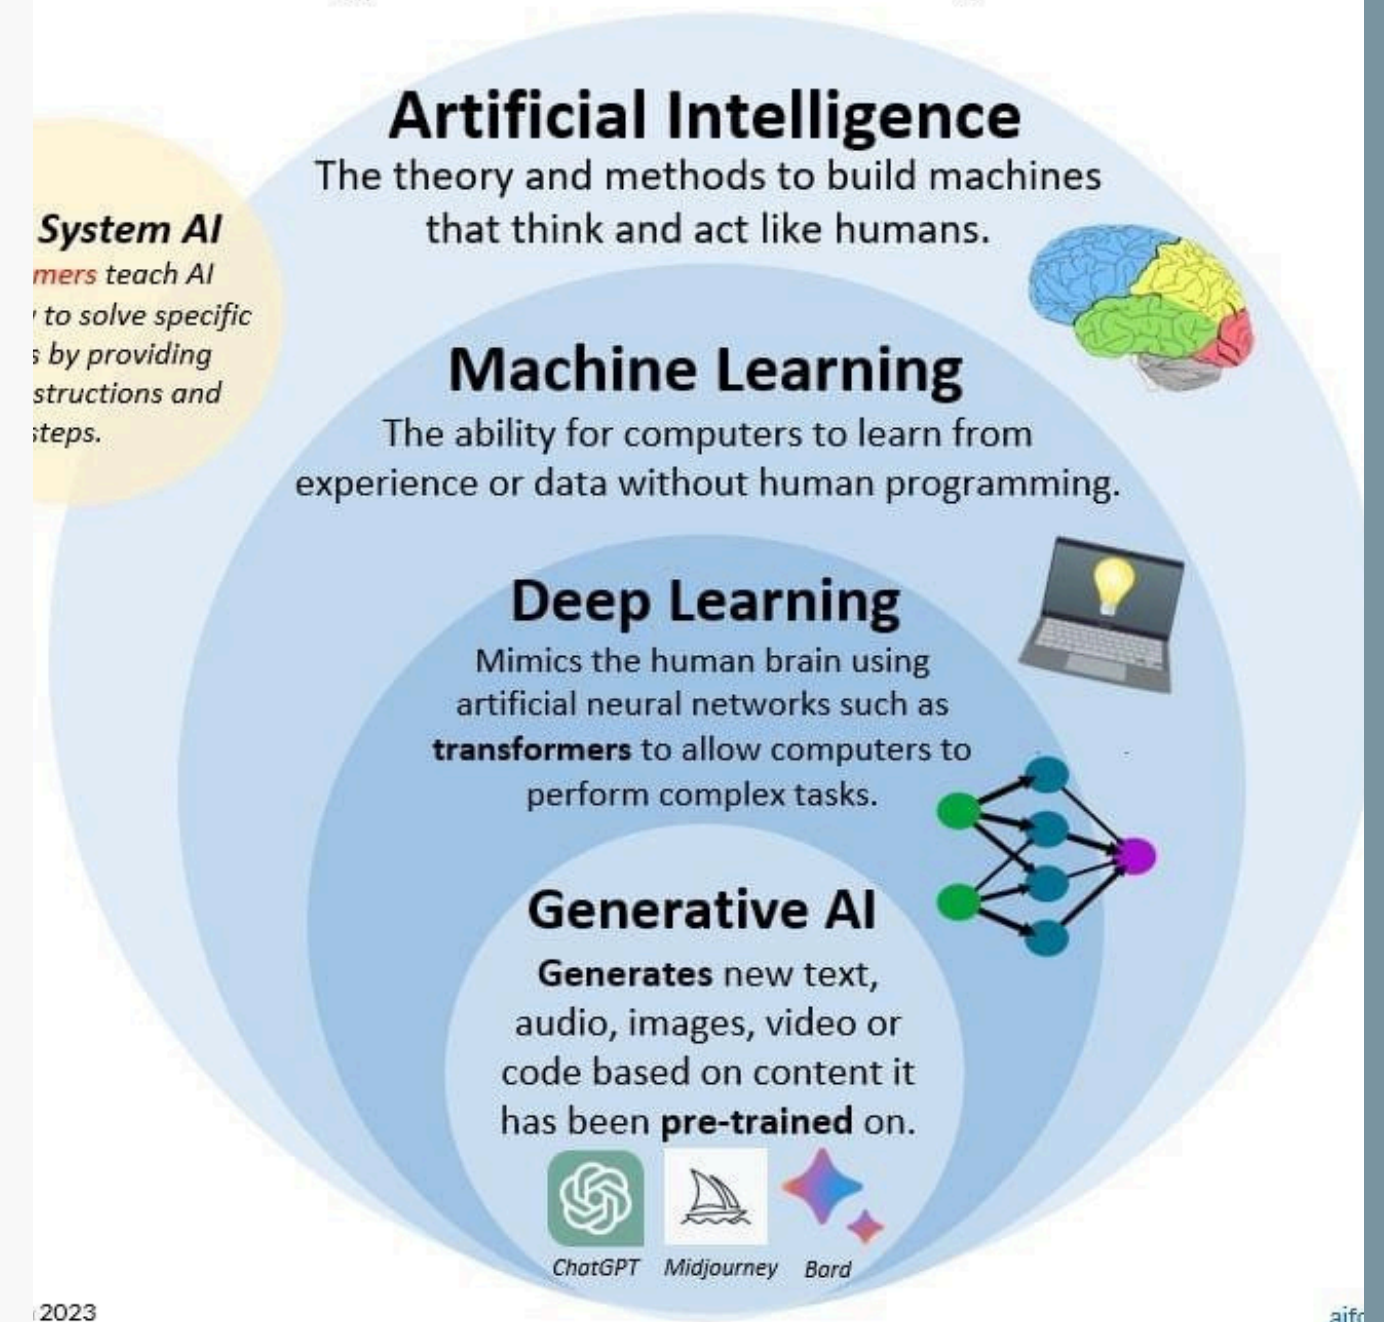 Artificial Intelligence
The theory and methods to build machines
that think and act like humans.
System AI
mers teach AI
to solve specific
s by providing
structions and
steps.
Machine Learning
The ability for computers to learn from
experience or data without human programming.
Deep Learning
Mimics the human brain using
artificial neural networks such as
transformers to allow computers to
perform complex tasks.
Generative AI
Generates new text,
audio, images, video or
code based on content it
has been pre-trained on.
ChatGPT Midjourney Bard
2023
aifo